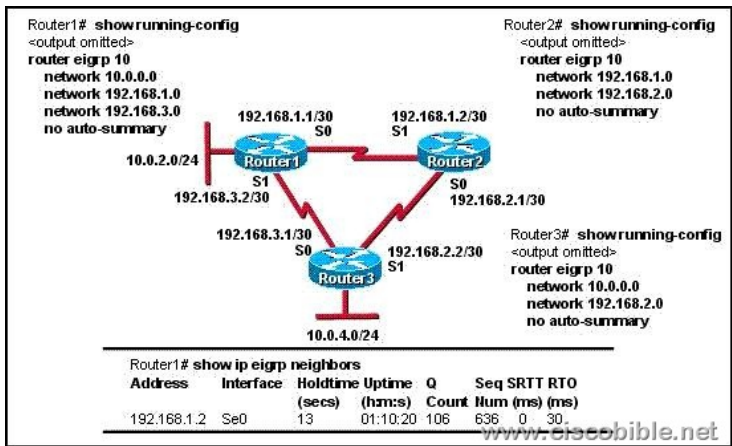 Router1# show running-config
<output omitted>
router eigrp 10
network 10.0.0.0
network 192.168.1.0
network 192.168.3.0
no auto-summary
Router2# show running-config
<output omitted>
router eigrp 10
network 192.168.1.0
network 192.168.2.0
no auto-summary
192.168.1.1/30
S0
192.168.1.2/30
S1
10.0.2.0/24
Router1
Router2
S1
192.168.3.2/30
S0
192.168.2.1/30
192.168.3.1/30
S0
192.168.2.2/30
S1
Router3
10.0.4.0/24
Router3# show running-config
<output omitted>
router eigrp 10
network 10.0.0.0
network 192.168.2.0
no auto-summary
Router1# show ip eigrp neighbors
Address Interface Holdtime Uptime Q Seq SRTT RTO
(secs) (h:m:s) Count Num (ms) (ms)
192.168.1.2 Se0 13 01:10:20 106 636 0 30
www.ciscobible.net